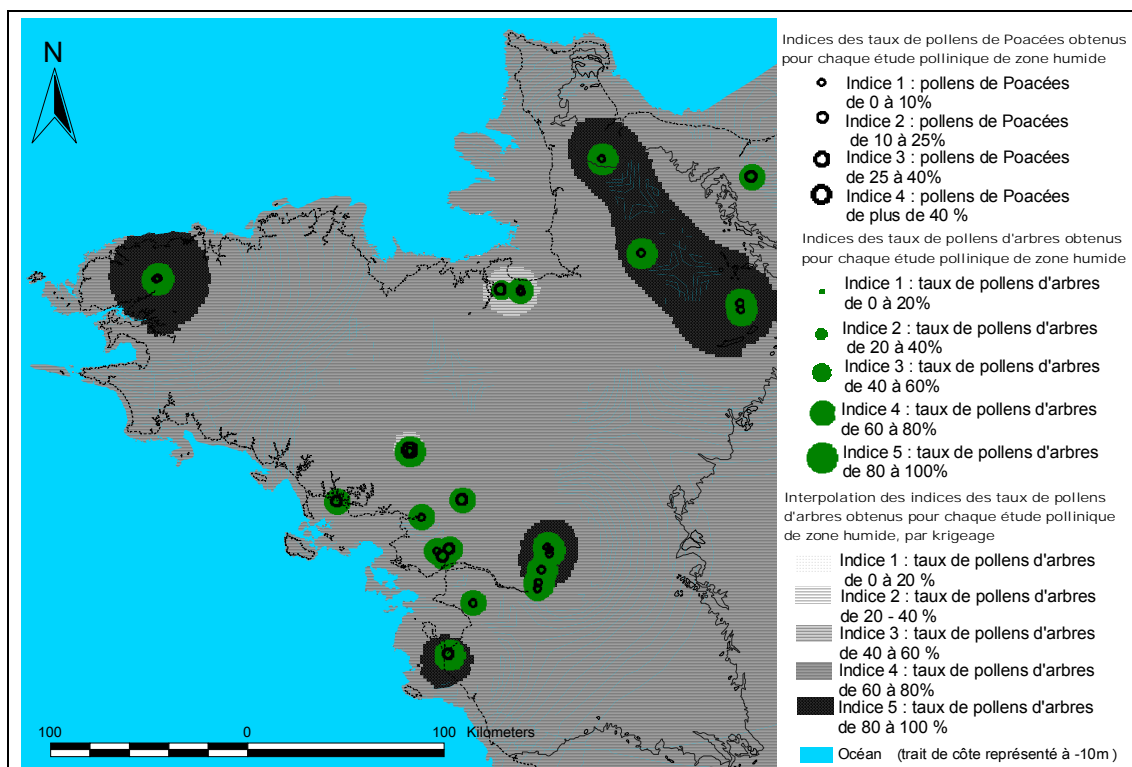 N
Indices des taux de pollens de Poacées obtenus
pour chaque étude pollinique de zone humide
Indice 1 : pollens de Poacées
de 0 à 10%
Indice 2 : pollens de Poacées
de 10 à 25%
Indice 3 : pollens de Poacées
de 25 à 40%
Indice 4 : pollens de Poacées
de plus de 40 %
Indices des taux de pollens d'arbres obtenus
pour chaque étude pollinique de zone humide
Indice 1 : taux de pollens d'arbres
de 0 à 20%
Indice 2 : taux de pollens d'arbres
de 20 à 40%
Indice 3 : taux de pollens d'arbres
de 40 à 60%
Indice 4 : taux de pollens d'arbres
de 60 à 80%
Indice 5 : taux de pollens d'arbres
de 80 à 100%
Interpolation des indices des taux de pollens
d'arbres obtenus pour chaque étude pollinique
de zone humide, par krigeage
Indice 1 : taux de pollens d'arbres
de 0 à 20 %
Indice 2 : taux de pollens d'arbres
de 20 - 40 %
Indice 3 : taux de pollens d'arbres
de 40 à 60 %
Indice 4 : taux de pollens d'arbres
de 60 à 80%
Indice 5 : taux de pollens d'arbres
de 80 à 100 %
Océan (trait de côte représenté à -10m)
100 0 100 Kilometers